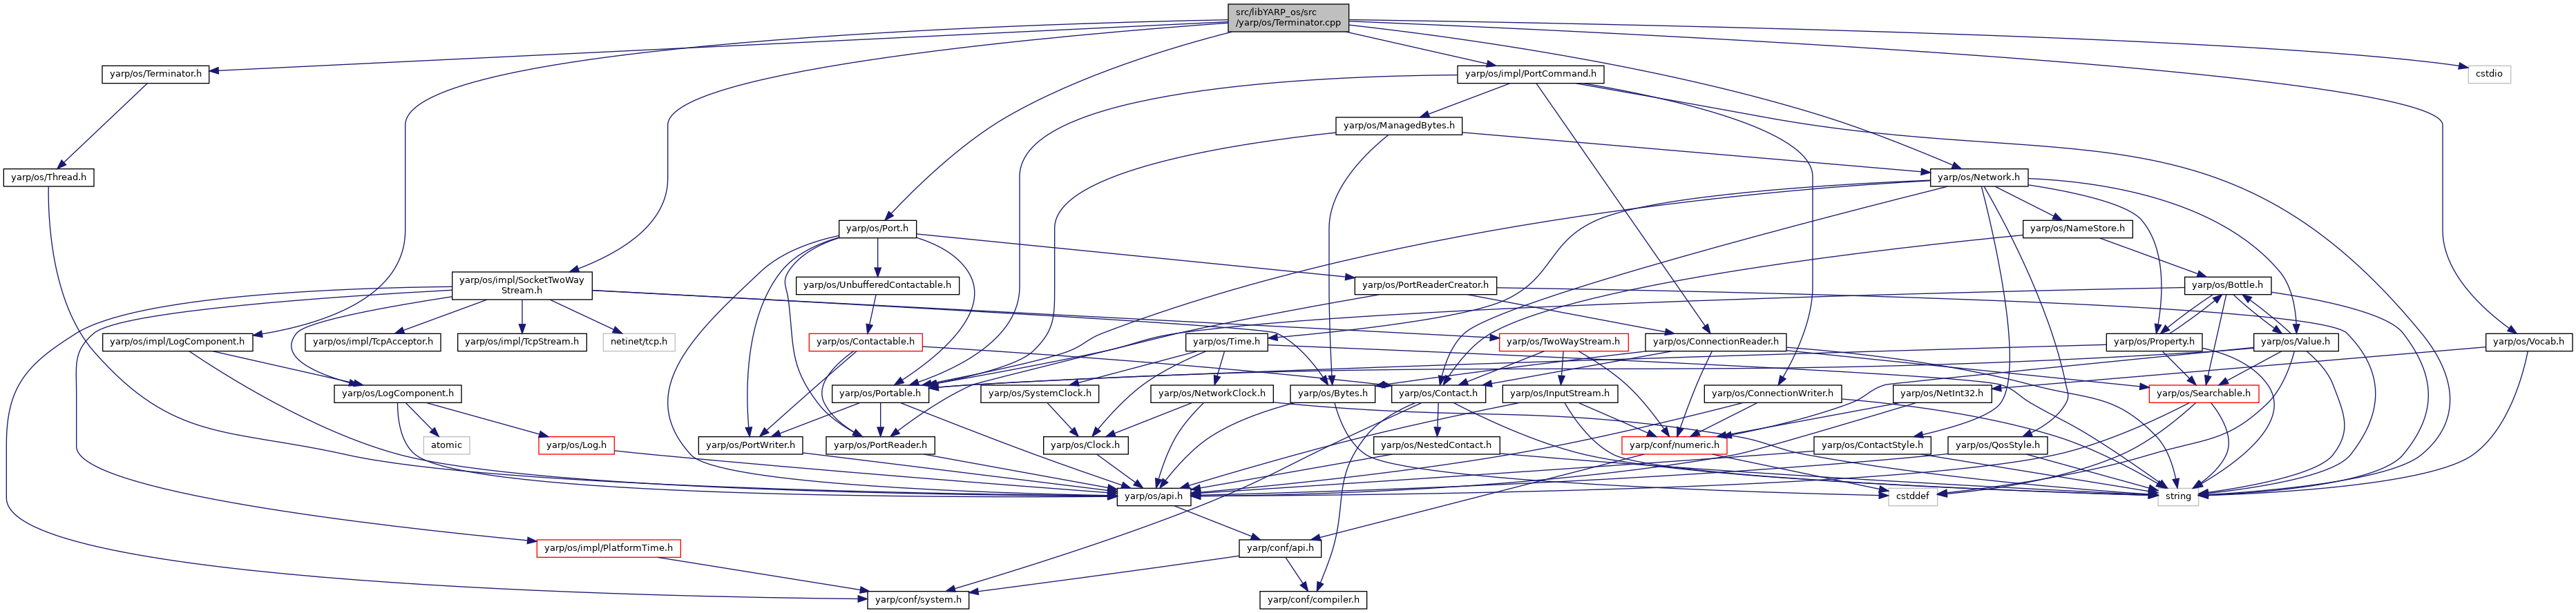 src/libYARP_os/src
/yarp/os/Terminator.cpp
yarp/os/Terminator.h
yarp/os/impl/PortCommand.h
cstdio
yarp/os/ManagedBytes.h
yarp/os/Thread.h
yarp/os/Network.h
yarp/os/Port.h
yarp/os/NameStore.h
yarp/os/impl/SocketTwoWay
Stream.h
yarp/os/UnbufferedContactable.h
yarp/os/PortReaderCreator.h
yarp/os/Bottle.h
yarp/os/impl/LogComponent.h
yarp/os/impl/TcpAcceptor.h
yarp/os/impl/TcpStream.h
netinet/tcp.h
yarp/os/Contactable.h
yarp/os/Time.h
yarp/os/TwoWayStream.h
yarp/os/ConnectionReader.h
yarp/os/Property.h
yarp/os/Value.h
yarp/os/Vocab.h
yarp/os/LogComponent.h
yarp/os/Portable.h
yarp/os/SystemClock.h
yarp/os/NetworkClock.h
yarp/os/Bytes.h
yarp/os/Contact.h
yarp/os/InputStream.h
yarp/os/ConnectionWriter.h
yarp/os/NetInt32.h
yarp/os/Searchable.h
atomic
yarp/os/Log.h
yarp/os/PortWriter.h
yarp/os/PortReader.h
yarp/os/Clock.h
yarp/os/NestedContact.h
yarp/conf/numeric.h
yarp/os/ContactStyle.h
yarp/os/QosStyle.h
yarp/os/api.h
cstddef
string
yarp/os/impl/PlatformTime.h
yarp/conf/api.h
yarp/conf/system.h
yarp/conf/compiler.h